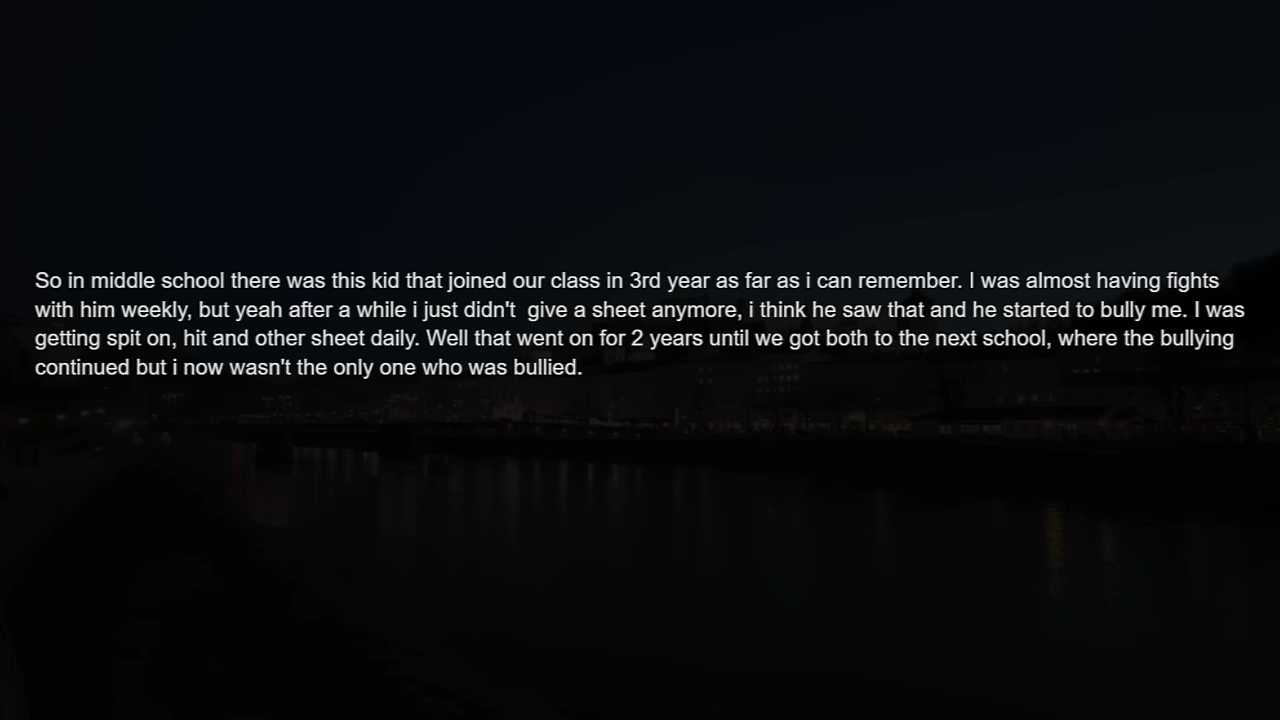 So in middle school there was this kid that joined our class in 3rd year as far as i can remember. I was almost having fights
with him weekly, but yeah after a while i just didn't  give a sheet anymore, i think he saw that and he started to bully me. I was
getting spit on, hit and other sheet daily. Well that went on for 2 years until we got both to the next school, where the bullying
continued but i now wasn't the only one who was bullied.